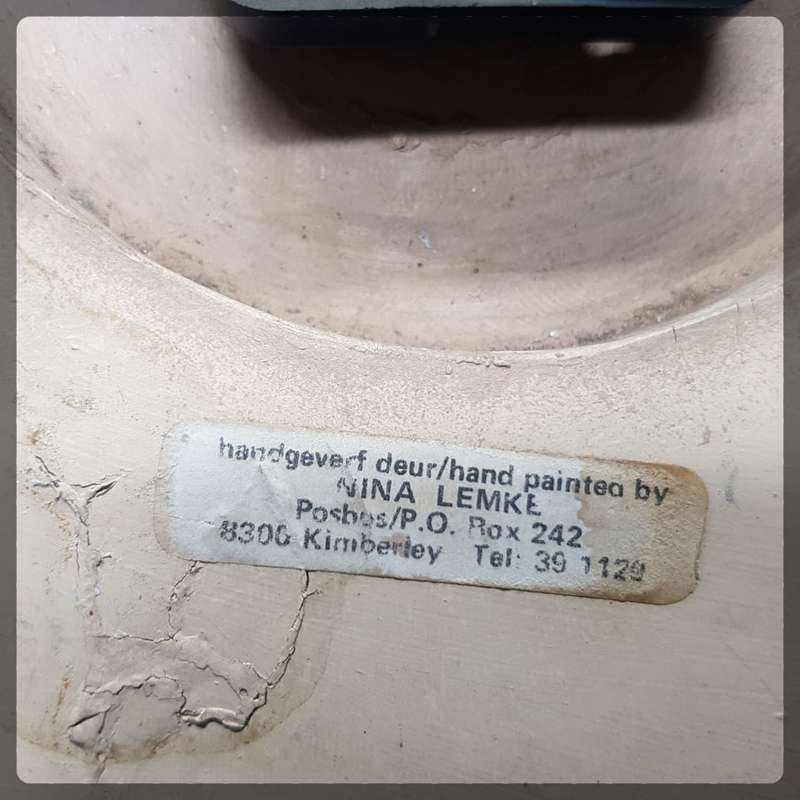 handgeverf deur/hand painted by
NINA LEMKE
Posbus/P.O. Box 242
8300 Kimberley Tel: 39 1129